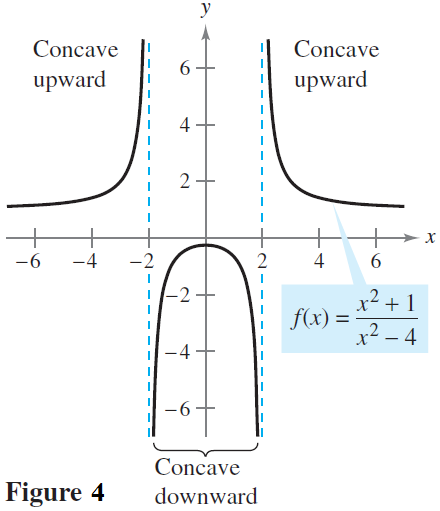 y
Concave
upward
Concave
upward
6
4
2
x
−6 −4 −2 2 4 6
−2
f(x) = x² + 1 / x² − 4
−4
−6
Concave
downward
Figure 4